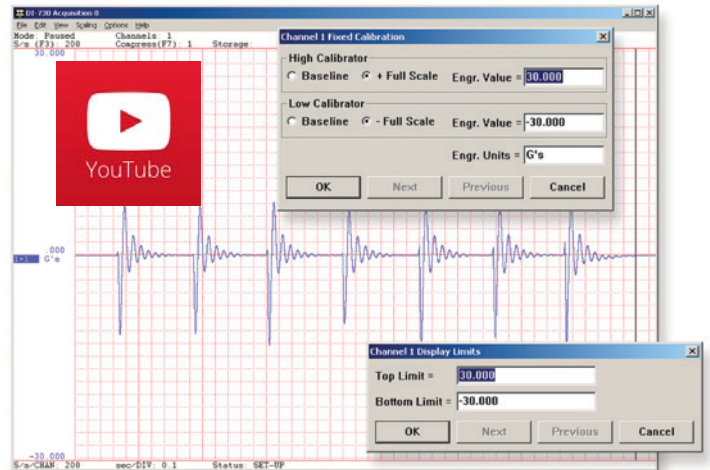 DI-730 Acquisition 0
File Edit View Scaling Options Help
Mode: Paused Channels: 1
S/s (F3): 200 Compress(F7): 1 Storage:
30.000
YouTube
Channel 1 Fixed Calibration
High Calibrator
Baseline + Full Scale Engr. Value = 30.000
Low Calibrator
Baseline - Full Scale Engr. Value = -30.000
Engr. Units = G's
OK Next Previous Cancel
.000
1=1 G's
Channel 1 Display Limits
Top Limit = 30.000
Bottom Limit = -30.000
OK Next Previous Cancel
-30.000
S/s/CHAN: 200 sec/DIV: 0.1 Status: SET-UP